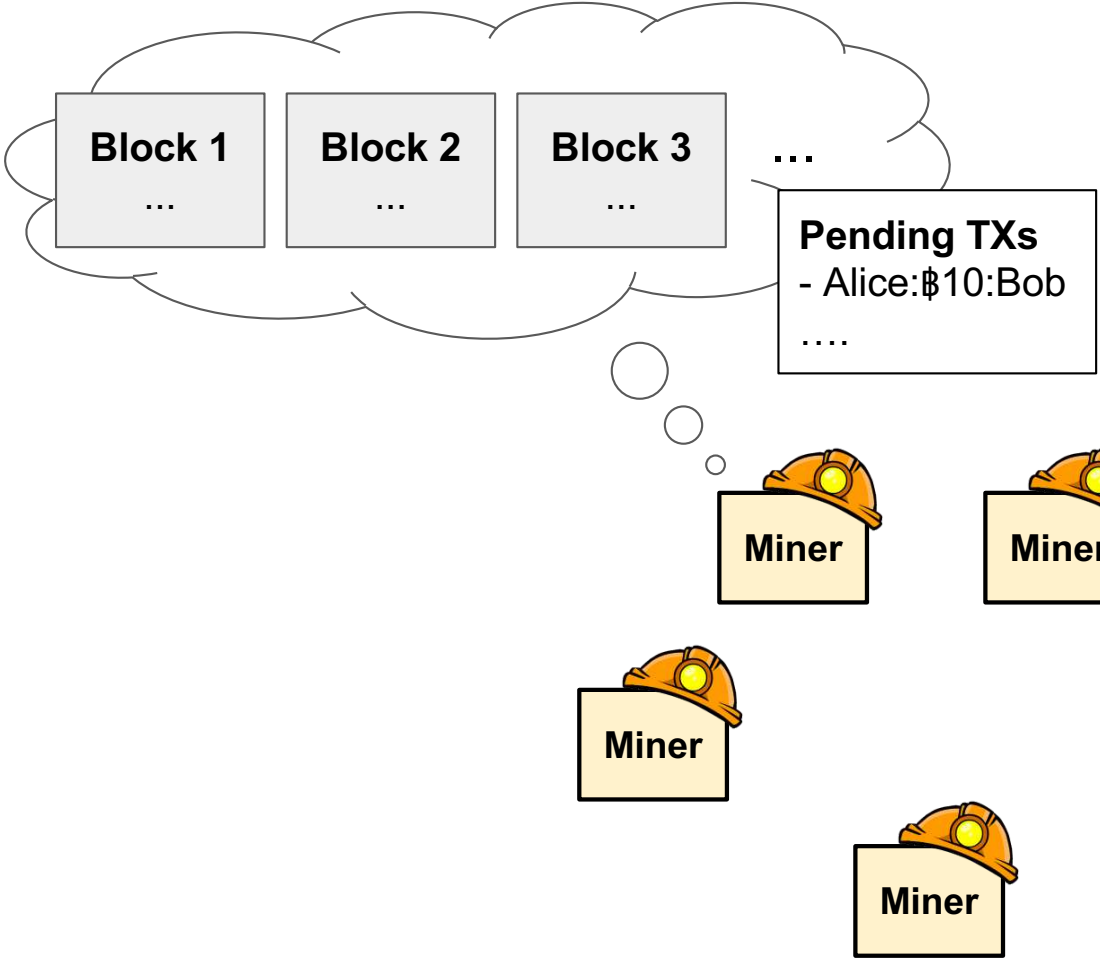 Block 1
...
Block 2
...
Block 3
...
...
Pending TXs
- Alice:฿10:Bob
....
Miner
Miner
Miner
Miner